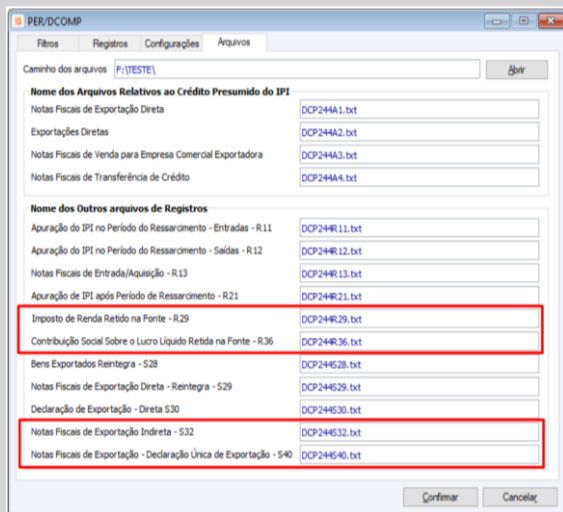 PER/DCOMP
Filtros Registros Configurações Arquivos
Caminho dos arquivos F:\TESTE\ Abrir
Nome dos Arquivos Relativos ao Crédito Presumido do IPI
Notas Fiscais de Exportação Direta DCP244A1.txt
Exportações Diretas DCP244A2.txt
Notas Fiscais de Venda para Empresa Comercial Exportadora DCP244A3.txt
Notas Fiscais de Transferência de Crédito DCP244A4.txt
Nome dos Outros arquivos de Registros
Apuração do IPI no Período do Ressarcimento - Entradas - R11 DCP244R11.txt
Apuração do IPI no Período do Ressarcimento - Saídas - R12 DCP244R12.txt
Notas Fiscais de Entrada/Aquisição - R13 DCP244R13.txt
Apuração de IPI após Período de Ressarcimento - R21 DCP244R21.txt
Imposto de Renda Retido na Fonte - R29 DCP244R29.txt
Contribuição Social Sobre o Lucro Líquido Retida na Fonte - R36 DCP244R36.txt
Bens Exportados Reintegra - S28 DCP244S28.txt
Notas Fiscais de Exportação Direta - Reintegra - S29 DCP244S29.txt
Declaração de Exportação - Direta S30 DCP244S30.txt
Notas Fiscais de Exportação Indireta - S32 DCP244S32.txt
Notas Fiscais de Exportação - Declaração Única de Exportação - S40 DCP244S40.txt
Confirmar Cancelar